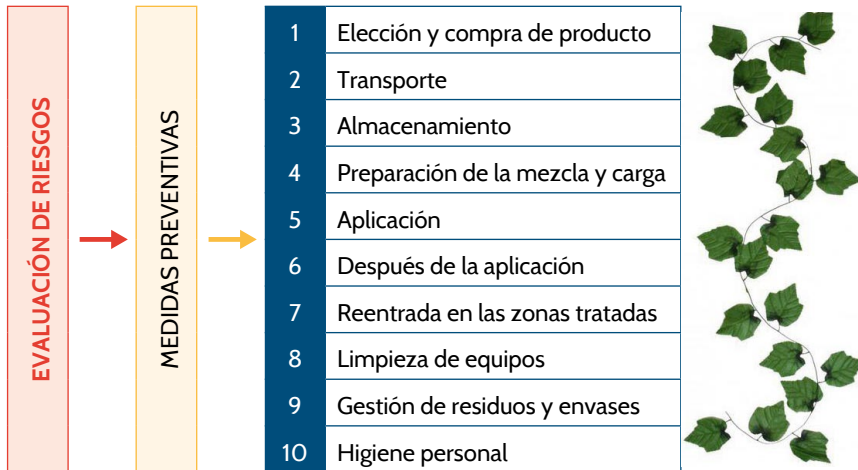 EVALUACIÓN DE RIESGOS
MEDIDAS PREVENTIVAS
1 Elección y compra de producto
2 Transporte
3 Almacenamiento
4 Preparación de la mezcla y carga
5 Aplicación
6 Después de la aplicación
7 Reentrada en las zonas tratadas
8 Limpieza de equipos
9 Gestión de residuos y envases
10 Higiene personal